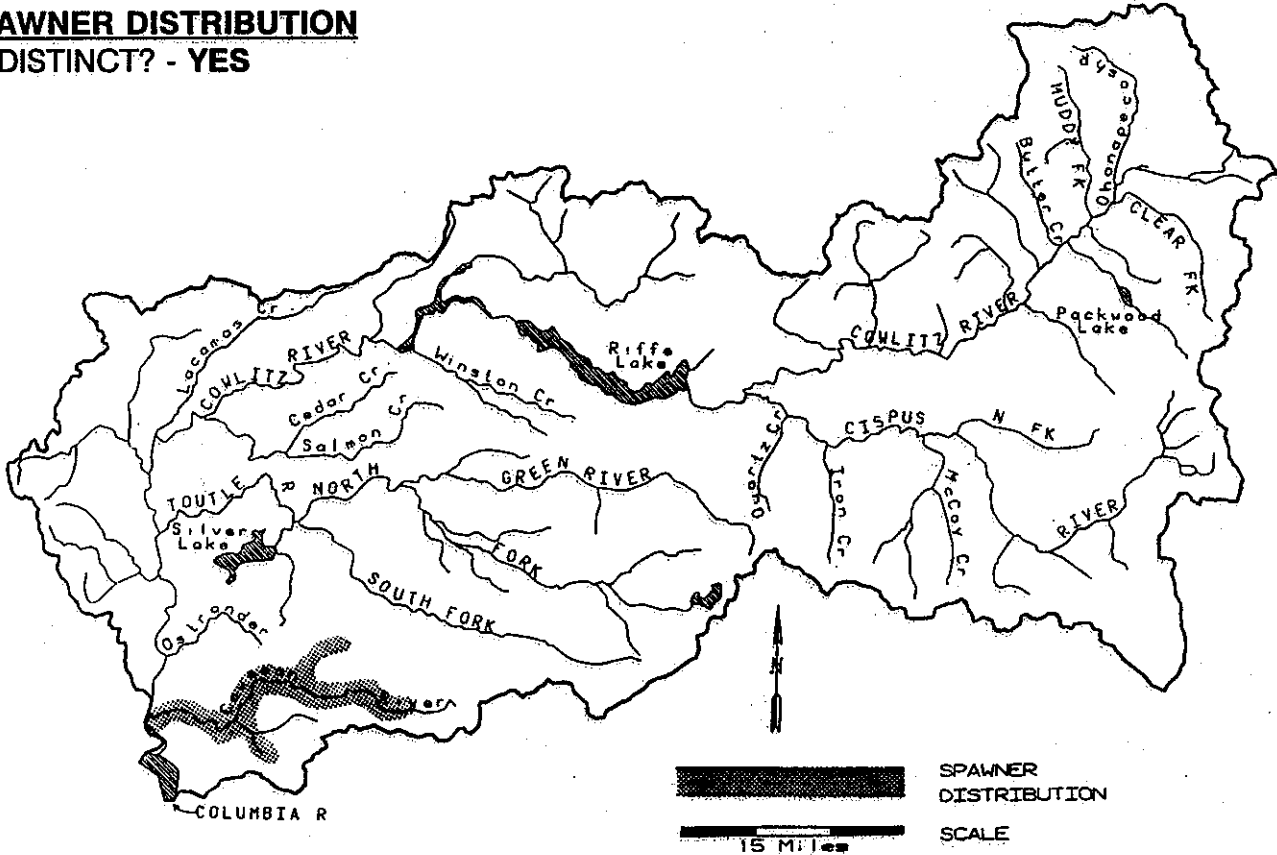 AWNER DISTRIBUTION
DISTINCT? - YES
MUDDY FK
Ohanapecosh R
Butter Cr
CLEAR FK
Packwood
Lake
COWLITZ RIVER
Lacamas Cr
COWLITZ RIVER
Riffe
Lake
Winston Cr
Cedar Cr
Salmon Cr
CISPUS RIVER
N FK
Quartz Cr
Iron Cr
McCoy Cr
TOUTLE R
NORTH FORK
GREEN RIVER
Silver
Lake
SOUTH FORK
Ostrander
Coweman River
N
COLUMBIA R
SPAWNER
DISTRIBUTION
15 Miles
SCALE